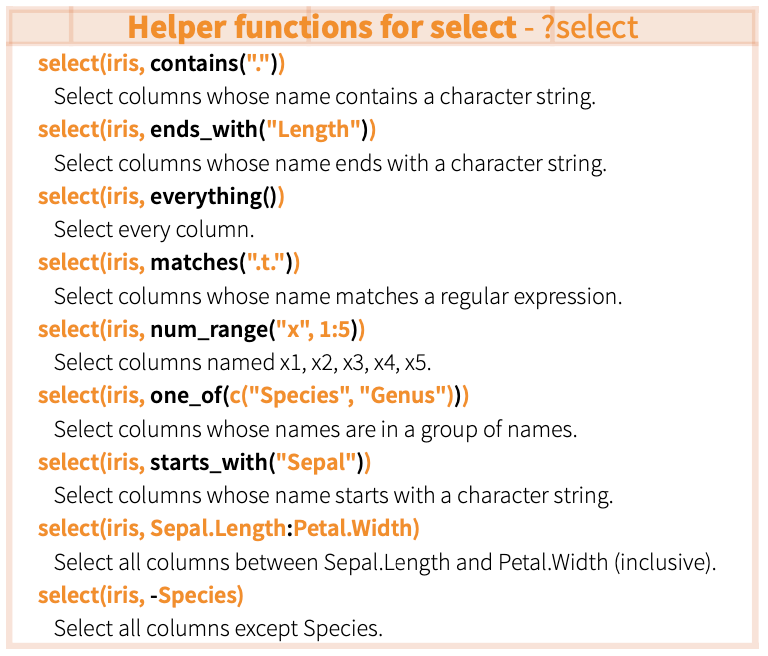 Helper functions for select - ?select
select(iris, contains("."))
Select columns whose name contains a character string.
select(iris, ends_with("Length"))
Select columns whose name ends with a character string.
select(iris, everything())
Select every column.
select(iris, matches(".t."))
Select columns whose name matches a regular expression.
select(iris, num_range("x", 1:5))
Select columns named x1, x2, x3, x4, x5.
select(iris, one_of(c("Species", "Genus")))
Select columns whose names are in a group of names.
select(iris, starts_with("Sepal"))
Select columns whose name starts with a character string.
select(iris, Sepal.Length:Petal.Width)
Select all columns between Sepal.Length and Petal.Width (inclusive).
select(iris, -Species)
Select all columns except Species.